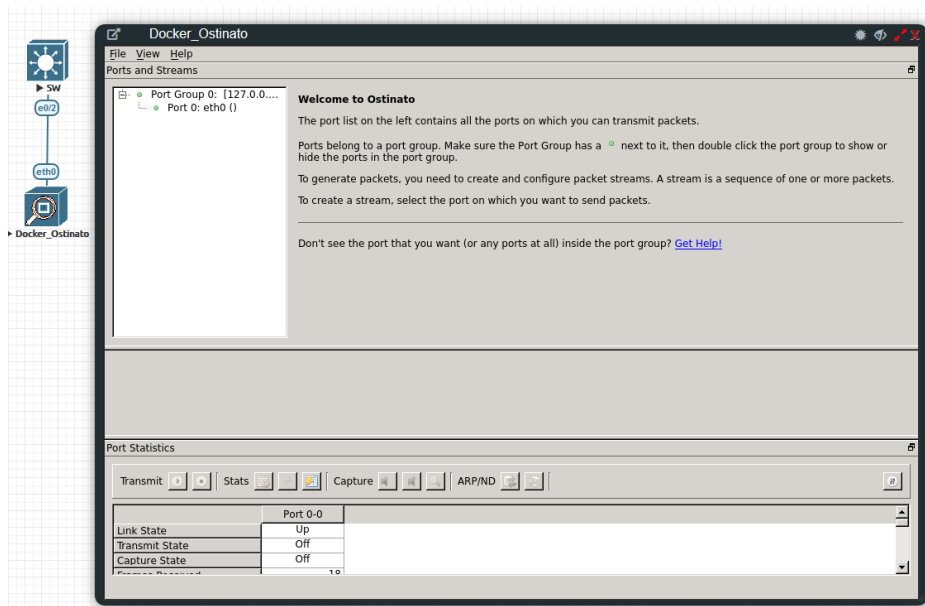 Docker_Ostinato
File View Help
Ports and Streams
SW
e0/2
eth0
Docker_Ostinato
Port Group 0: [127.0.0....
Port 0: eth0 ()
Welcome to Ostinato
The port list on the left contains all the ports on which you can transmit packets.
Ports belong to a port group. Make sure the Port Group has a next to it, then double click the port group to show or
hide the ports in the port group.
To generate packets, you need to create and configure packet streams. A stream is a sequence of one or more packets.
To create a stream, select the port on which you want to send packets.
Don't see the port that you want (or any ports at all) inside the port group? Get Help!
Port Statistics
Transmit Stats Capture ARP/ND
Port 0-0
Link State Up
Transmit State Off
Capture State Off
Frames Received 18